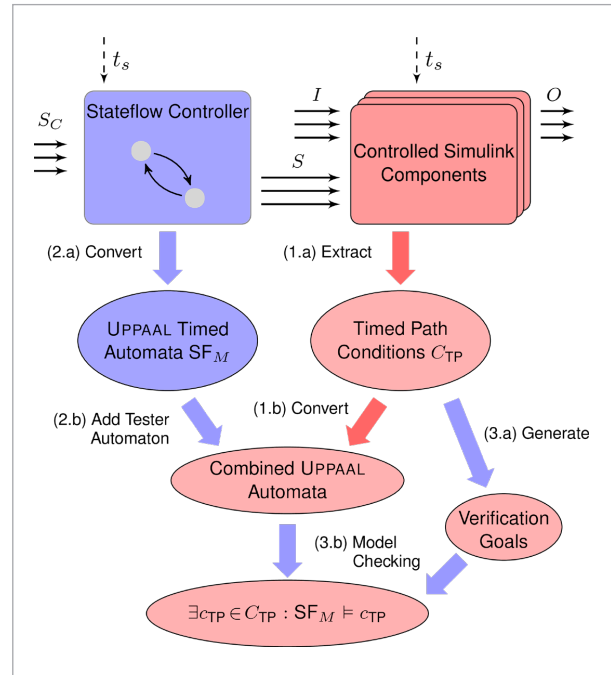 t_s
t_s
S_C
Stateflow Controller
I
O
Controlled Simulink
Components
S
(2.a) Convert
(1.a) Extract
UPPAAL Timed
Automata SF_M
Timed Path
Conditions C_TP
(2.b) Add Tester
Automaton
(1.b) Convert
(3.a) Generate
Combined UPPAAL
Automata
Verification
Goals
(3.b) Model
Checking
∃c_TP ∈ C_TP : SF_M ⊨ c_TP